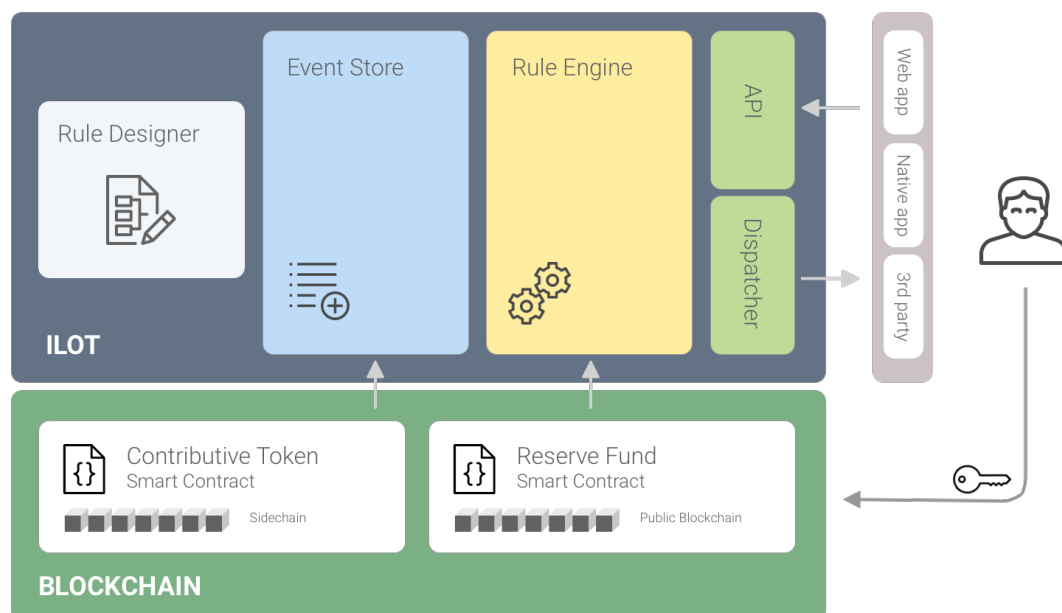 Rule Designer
Event Store
Rule Engine
API
Dispatcher
ILOT
Web app
Native app
3rd party
{}
Contributive Token
Smart Contract
Sidechain
{}
Reserve Fund
Smart Contract
Public Blockchain
BLOCKCHAIN